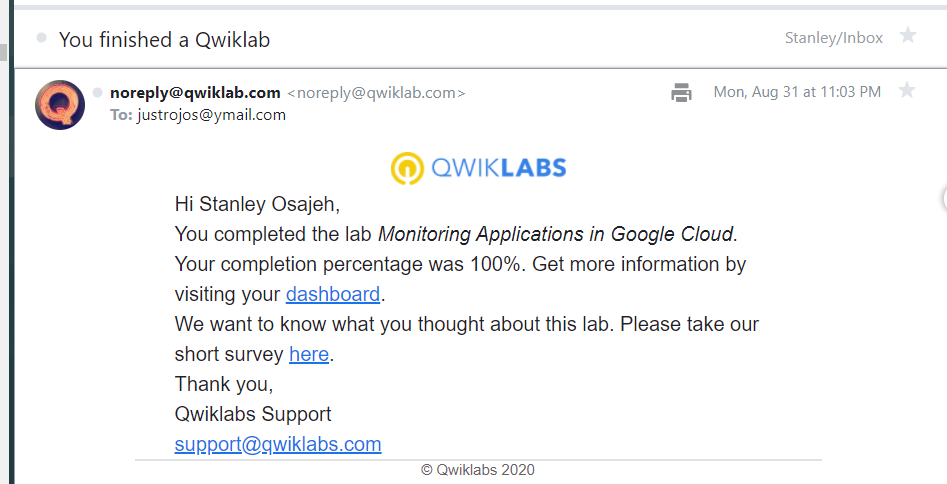 You finished a Qwiklab
Stanley/Inbox
noreply@qwiklab.com <noreply@qwiklab.com>
Mon, Aug 31 at 11:03 PM
To: justrojos@ymail.com
QWIKLABS
Hi Stanley Osajeh,
You completed the lab Monitoring Applications in Google Cloud.
Your completion percentage was 100%. Get more information by
visiting your dashboard.
We want to know what you thought about this lab. Please take our
short survey here.
Thank you,
Qwiklabs Support
support@qwiklabs.com
© Qwiklabs 2020